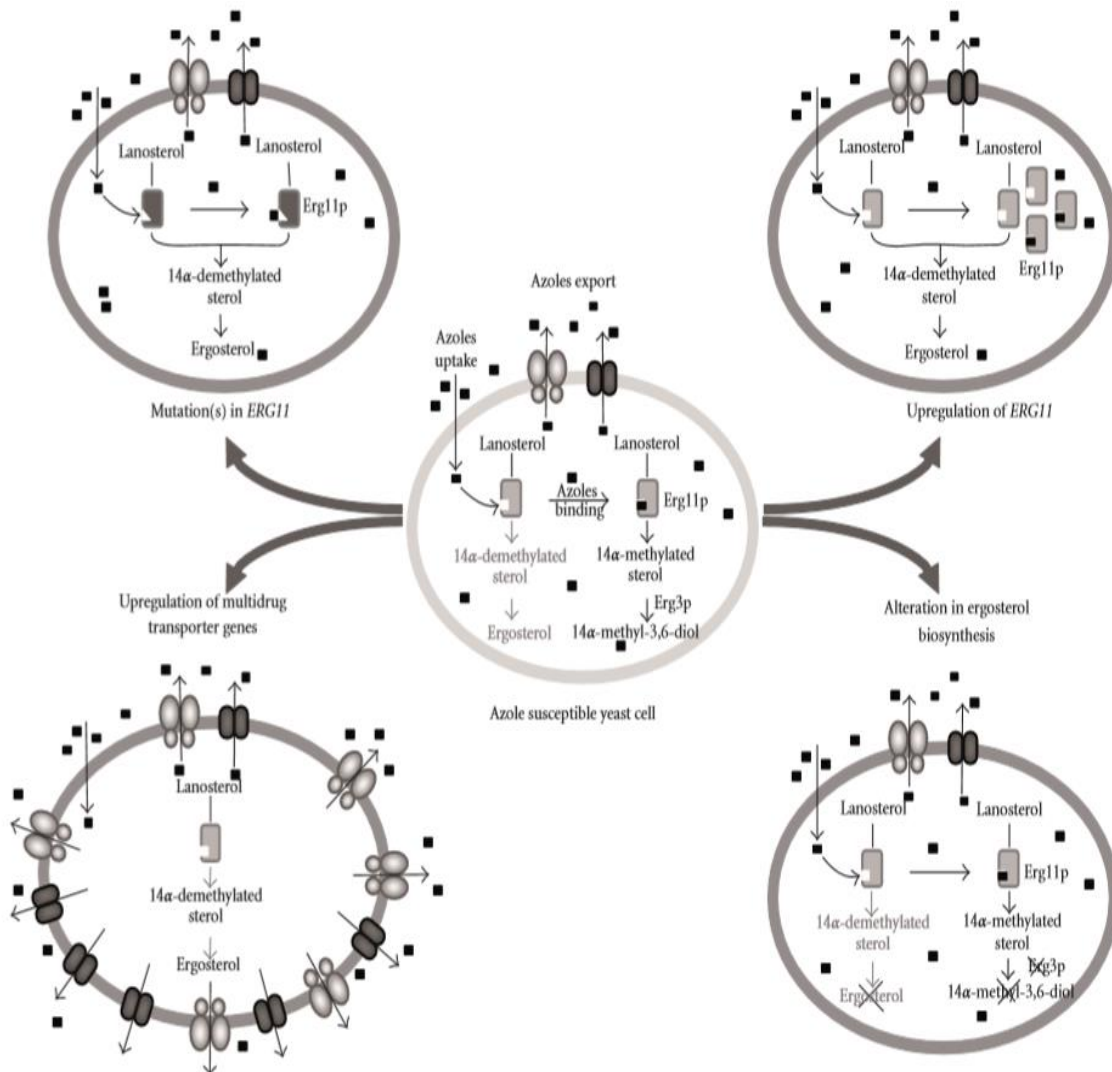 Lanosterol
Lanosterol
Erg11p
14α-demethylated
sterol
Ergosterol
Mutation(s) in ERG11
Lanosterol
Lanosterol
Erg11p
14α-demethylated
sterol
Ergosterol
Upregulation of ERG11
Azoles export
Azoles
uptake
Lanosterol
Lanosterol
Azoles
binding
Erg11p
14α-demethylated
sterol
Ergosterol
14α-methylated
sterol
Erg3p
14α-methyl-3,6-diol
Azole susceptible yeast cell
Upregulation of multidrug
transporter genes
Lanosterol
14α-demethylated
sterol
Ergosterol
Alteration in ergosterol
biosynthesis
Lanosterol
Lanosterol
Erg11p
14α-demethylated
sterol
Ergosterol
14α-methylated
sterol
Erg3p
14α-methyl-3,6-diol